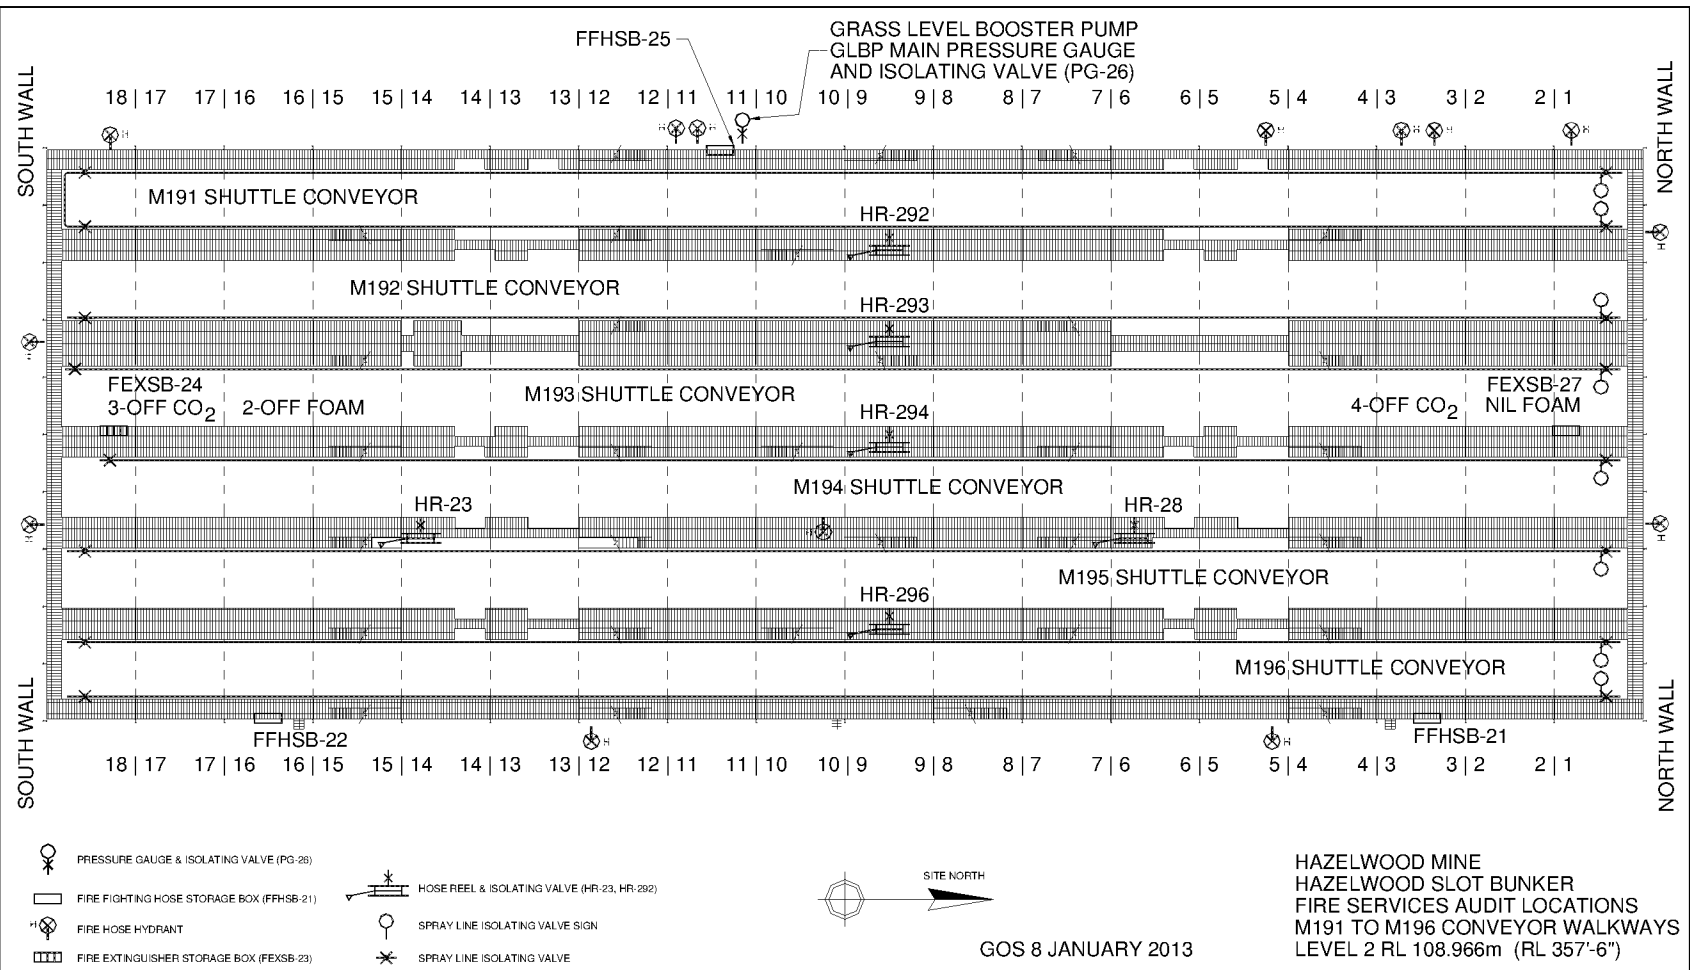 FFHSB-25
GRASS LEVEL BOOSTER PUMP
GLBP MAIN PRESSURE GAUGE
AND ISOLATING VALVE (PG-26)
SOUTH WALL
NORTH WALL
18 | 17 17 | 16 16 | 15 15 | 14 14 | 13 13 | 12 12 | 11 11 | 10 10 | 9 9 | 8 8 | 7 7 | 6 6 | 5 5 | 4 4 | 3 3 | 2 2 | 1
H H H H H H H
M191 SHUTTLE CONVEYOR
HR-292
H
M192 SHUTTLE CONVEYOR
HR-293
H
FEXSB-24
3-OFF CO2 2-OFF FOAM
M193 SHUTTLE CONVEYOR
HR-294
4-OFF CO2
FEXSB-27
NIL FOAM
M194 SHUTTLE CONVEYOR
HR-23
HR-28
H H H
M195 SHUTTLE CONVEYOR
HR-296
M196 SHUTTLE CONVEYOR
FFHSB-22
H H
FFHSB-21
SOUTH WALL
NORTH WALL
18 | 17 17 | 16 16 | 15 15 | 14 14 | 13 13 | 12 12 | 11 11 | 10 10 | 9 9 | 8 8 | 7 7 | 6 6 | 5 5 | 4 4 | 3 3 | 2 2 | 1
PRESSURE GAUGE & ISOLATING VALVE (PG-26)
FIRE FIGHTING HOSE STORAGE BOX (FFHSB-21)
H FIRE HOSE HYDRANT
FIRE EXTINGUISHER STORAGE BOX (FEXSB-23)
HOSE REEL & ISOLATING VALVE (HR-23, HR-292)
SPRAY LINE ISOLATING VALVE SIGN
SPRAY LINE ISOLATING VALVE
SITE NORTH
GOS 8 JANUARY 2013
HAZELWOOD MINE
HAZELWOOD SLOT BUNKER
FIRE SERVICES AUDIT LOCATIONS
M191 TO M196 CONVEYOR WALKWAYS
LEVEL 2 RL 108.966m (RL 357'-6")